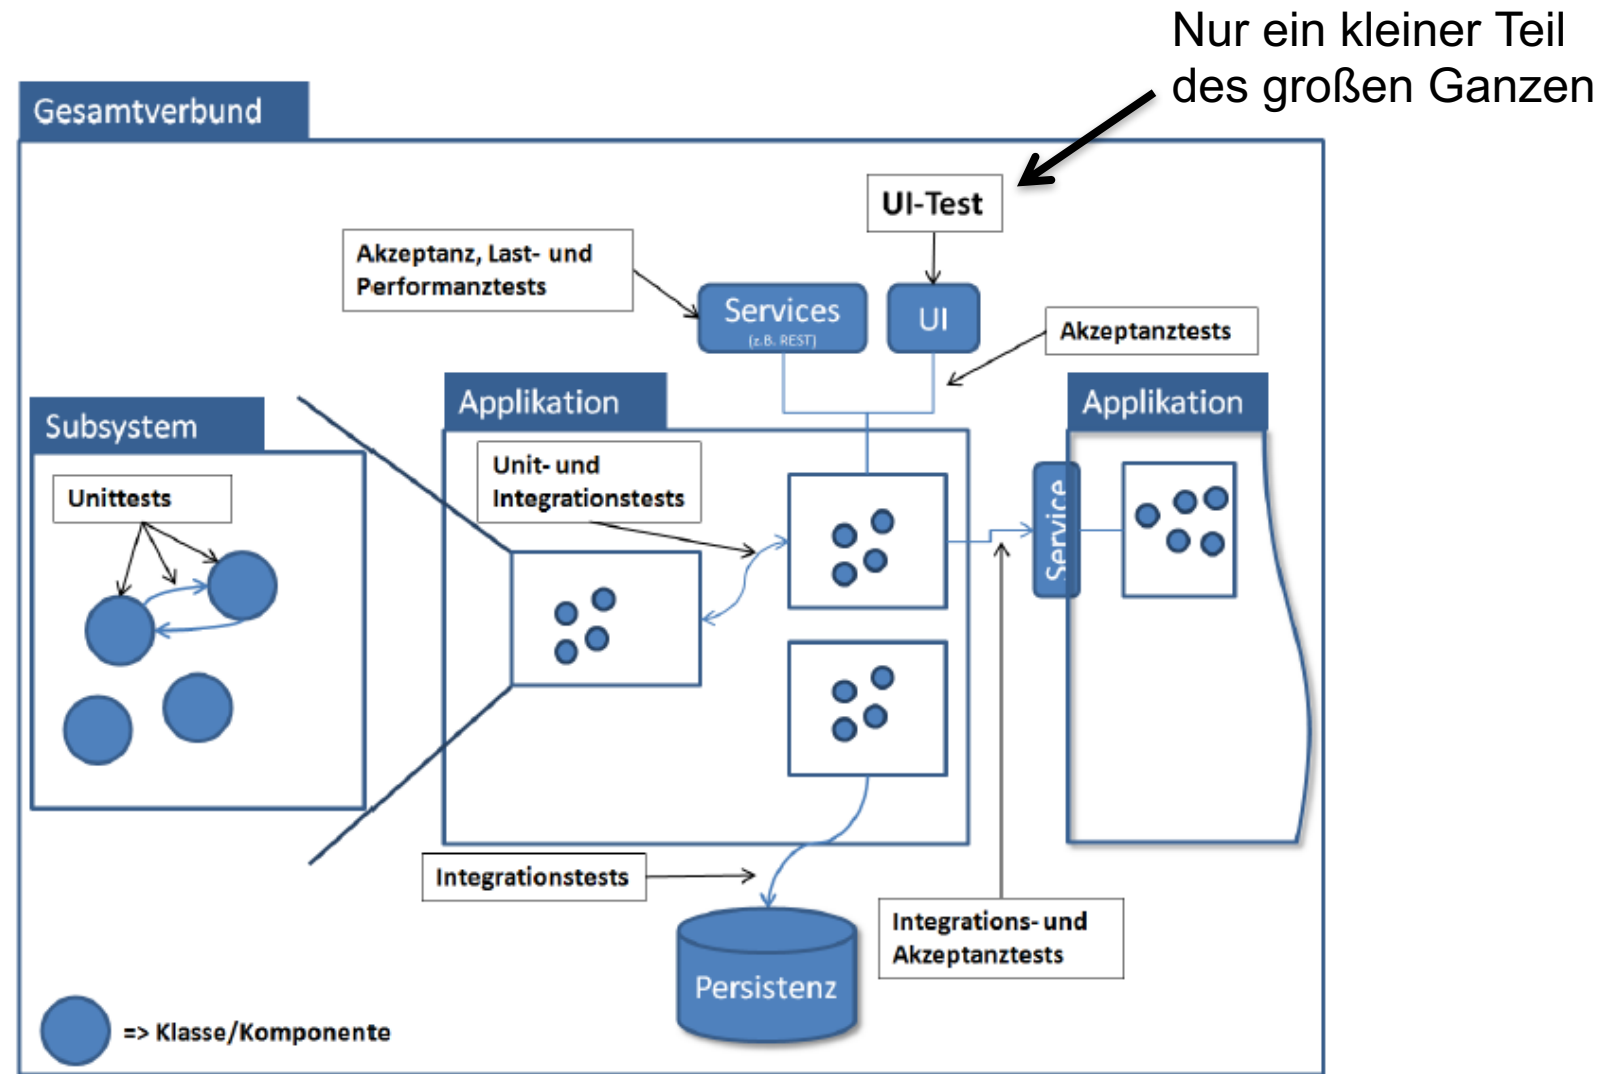 Nur ein kleiner Teil
des großen Ganzen
Gesamtverbund
UI-Test
Akzeptanz, Last- und
Performanztests
Services
(z.B. REST)
UI
Akzeptanztests
Subsystem
Applikation
Applikation
Unittests
Unit- und
Integrationstests
Service
Integrationstests
Integrations- und
Akzeptanztests
Persistenz
=> Klasse/Komponente